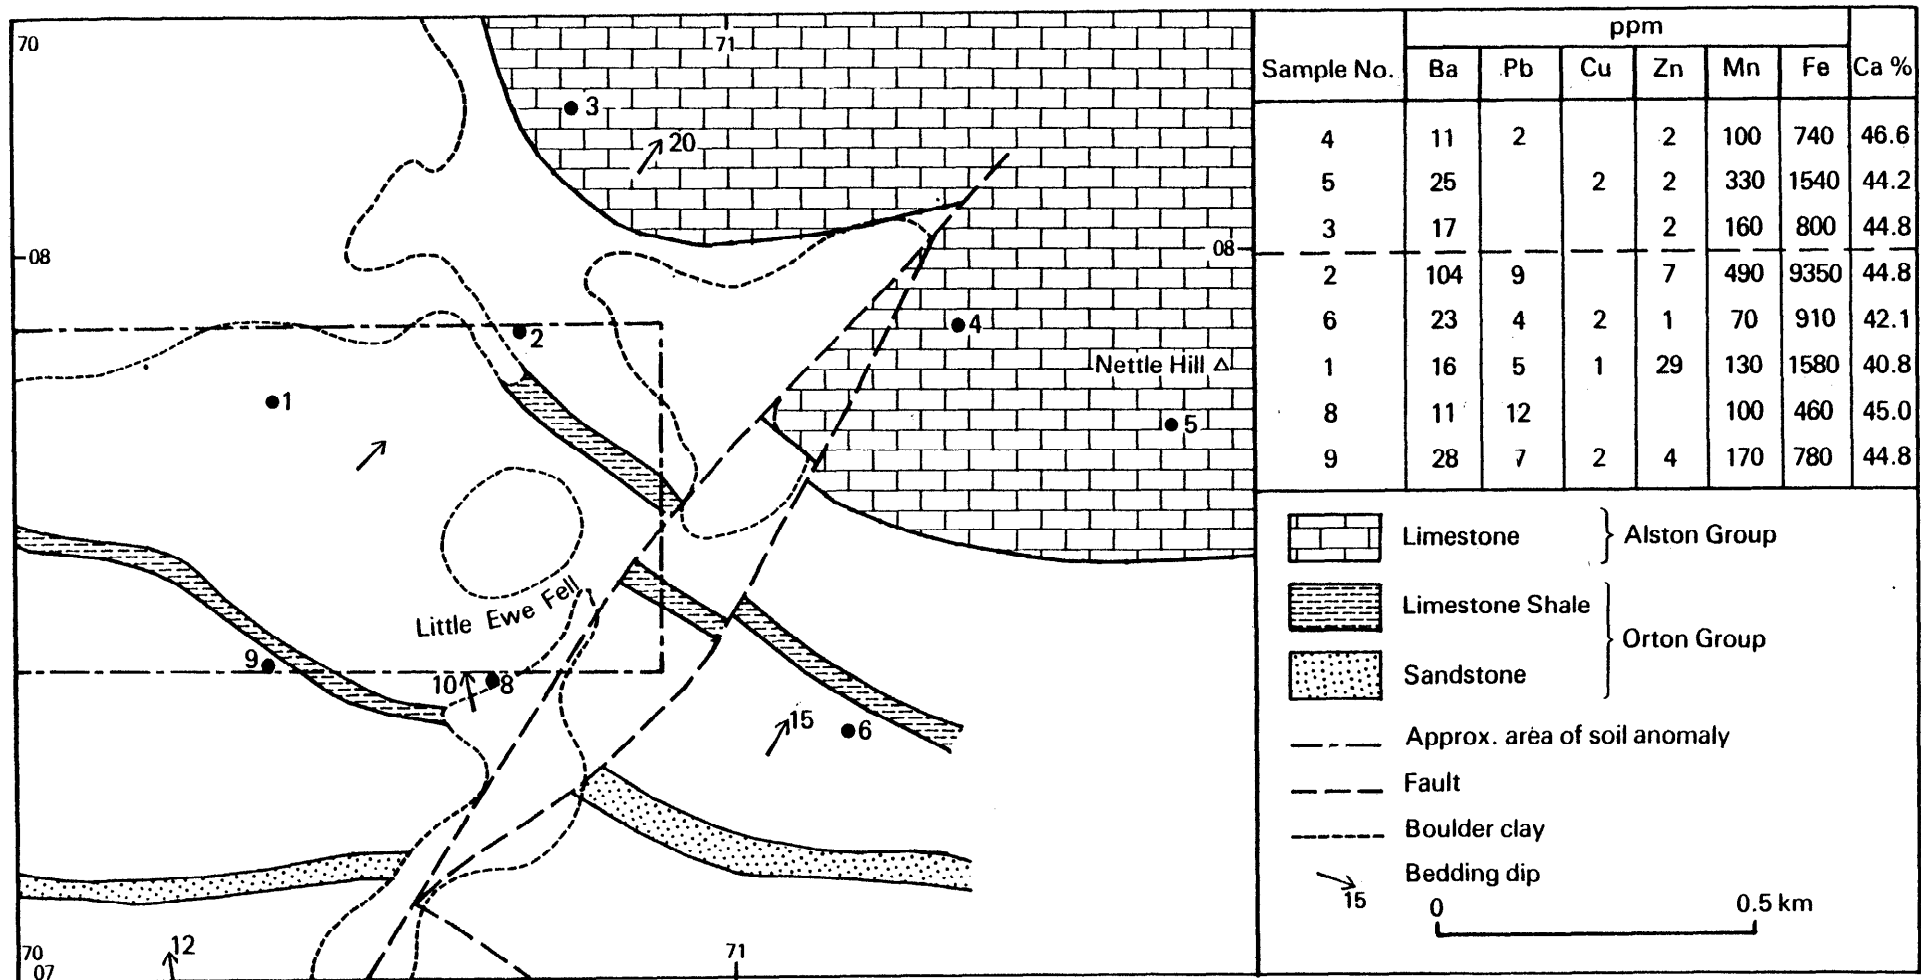 70
71
3
20
08
08
2
4
Nettle Hill △
1
5
Little Ewe Fell
9
10
8
15
6
12
70
07
71
ppm
Sample No. Ba Pb Cu Zn Mn Fe Ca %
4 11 2 2 100 740 46.6
5 25 2 2 330 1540 44.2
3 17 2 160 800 44.8
2 104 9 7 490 9350 44.8
6 23 4 2 1 70 910 42.1
1 16 5 1 29 130 1580 40.8
8 11 12 100 460 45.0
9 28 7 2 4 170 780 44.8
Limestone } Alston Group
Limestone Shale
} Orton Group
Sandstone
Approx. area of soil anomaly
Fault
Boulder clay
Bedding dip
15
0 0.5 km